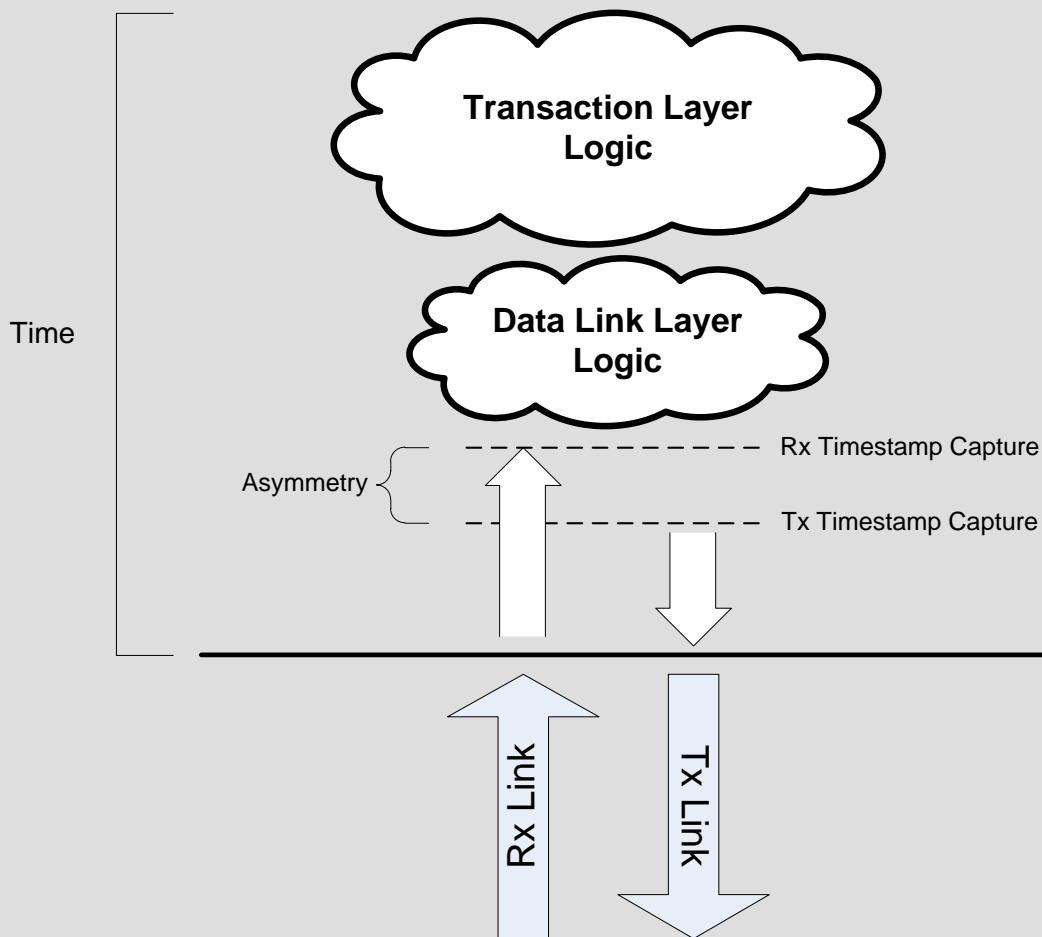 Transaction Layer
Logic
Data Link Layer
Logic
Time
Rx Timestamp Capture
Asymmetry
Tx Timestamp Capture
Rx Link
Tx Link